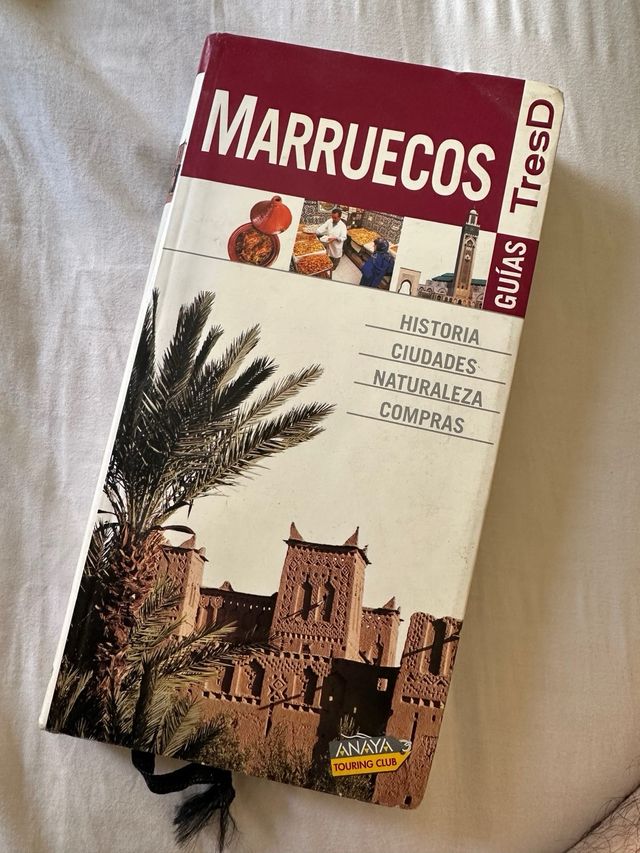 MARRUECOS
GUÍAS TresD
HISTORIA
CIUDADES
NATURALEZA
COMPRAS
ANAYA
TOURING CLUB